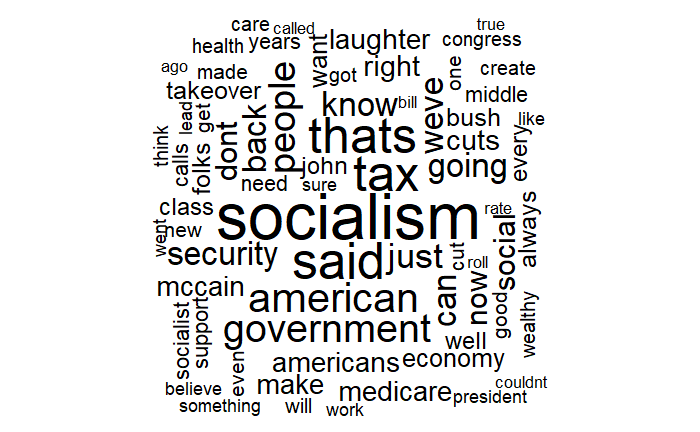 care
called
true
health
years
want
laughter
congress
ago
made
got
right
one
create
takeover
people
know
bill
weve
middle
think
calls
lead
folks
get
dont
back
thats
bush
like
cuts
every
john
need
sure
tax
going
class
new
went
socialism
rate
social
always
security
said
just
cut
roll
mccain
american
can
now
good
wealthy
socialist
support
government
well
americans
economy
even
believe
make
medicare
president
couldnt
something
will
work